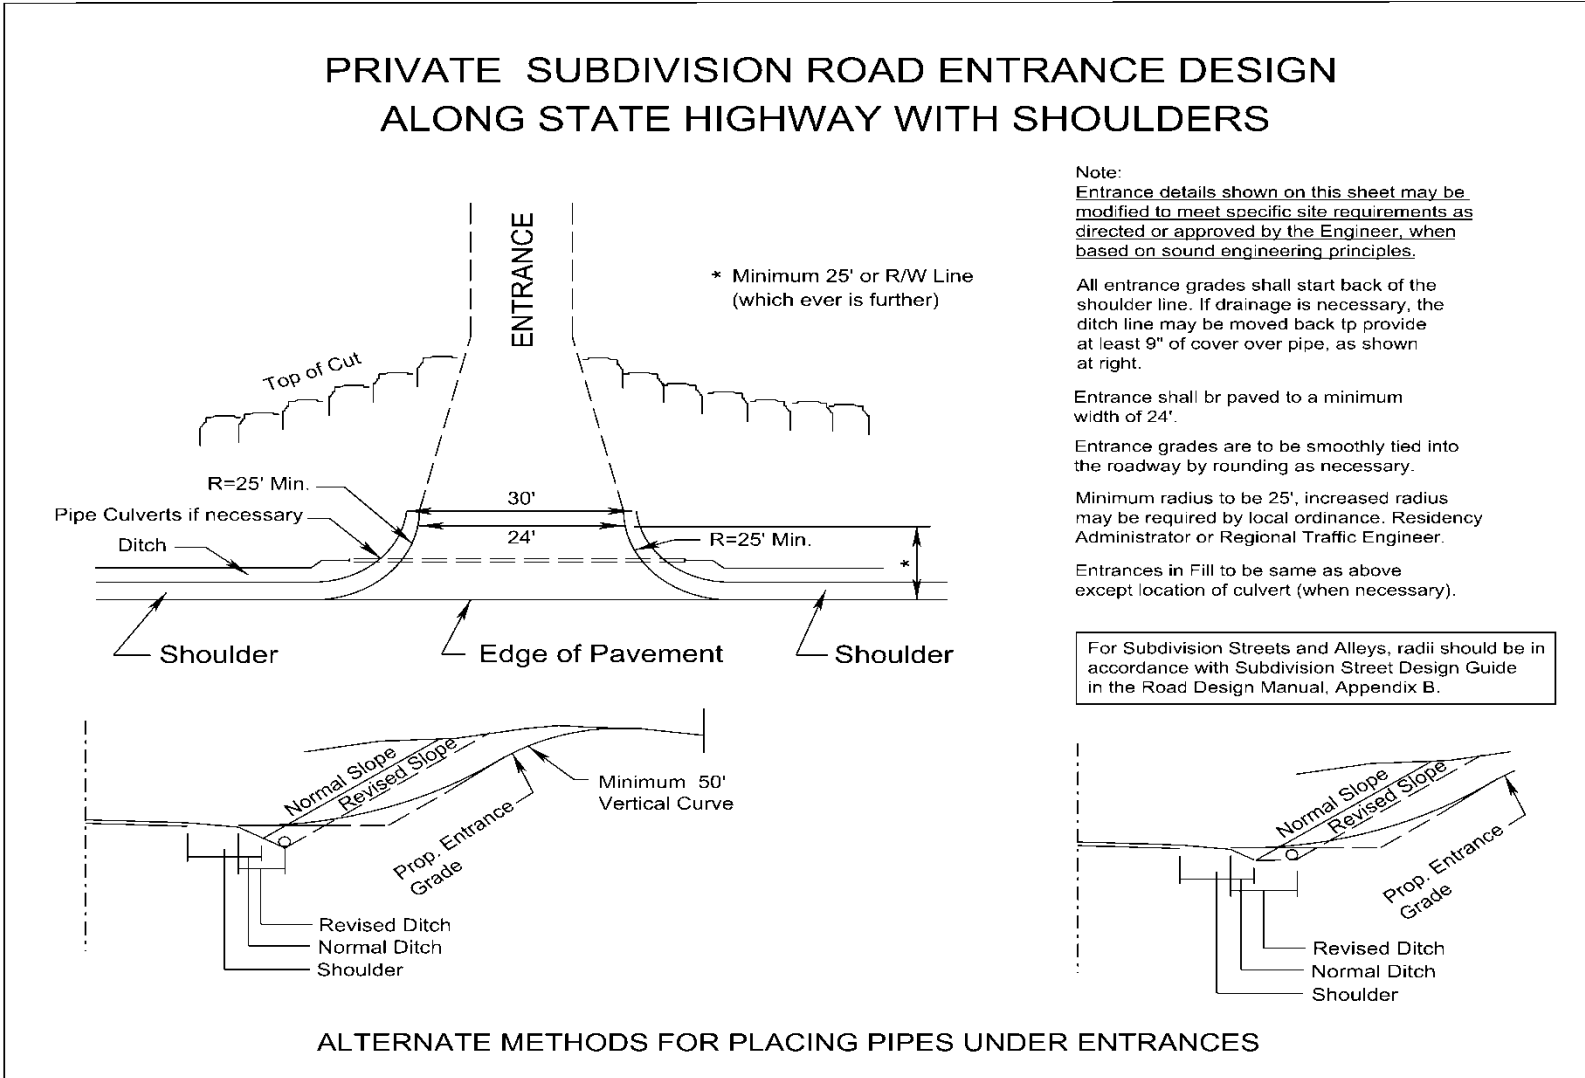 PRIVATE SUBDIVISION ROAD ENTRANCE DESIGN
ALONG STATE HIGHWAY WITH SHOULDERS
ENTRANCE
* Minimum 25' or R/W Line
(which ever is further)
Top of Cut
R=25' Min.
Pipe Culverts if necessary
Ditch
30'
24'
R=25' Min.
*
Shoulder
Edge of Pavement
Shoulder
Note:
Entrance details shown on this sheet may be
modified to meet specific site requirements as
directed or approved by the Engineer, when
based on sound engineering principles.
All entrance grades shall start back of the
shoulder line. If drainage is necessary, the
ditch line may be moved back tp provide
at least 9" of cover over pipe, as shown
at right.
Entrance shall br paved to a minimum
width of 24'.
Entrance grades are to be smoothly tied into
the roadway by rounding as necessary.
Minimum radius to be 25', increased radius
may be required by local ordinance. Residency
Administrator or Regional Traffic Engineer.
Entrances in Fill to be same as above
except location of culvert (when necessary).
For Subdivision Streets and Alleys, radii should be in
accordance with Subdivision Street Design Guide
in the Road Design Manual, Appendix B.
Normal Slope
Revised Slope
Minimum 50'
Vertical Curve
Prop. Entrance
Grade
Revised Ditch
Normal Ditch
Shoulder
Normal Slope
Revised Slope
Prop. Entrance
Grade
Revised Ditch
Normal Ditch
Shoulder
ALTERNATE METHODS FOR PLACING PIPES UNDER ENTRANCES